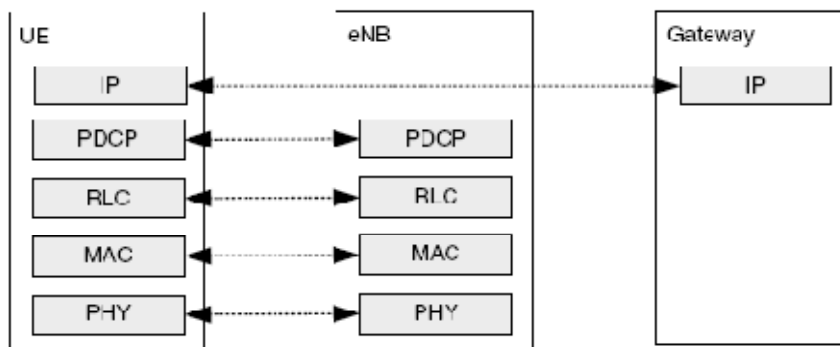 UE eNB Gateway
IP IP
PDCP PDCP
RLC RLC
MAC MAC
PHY PHY